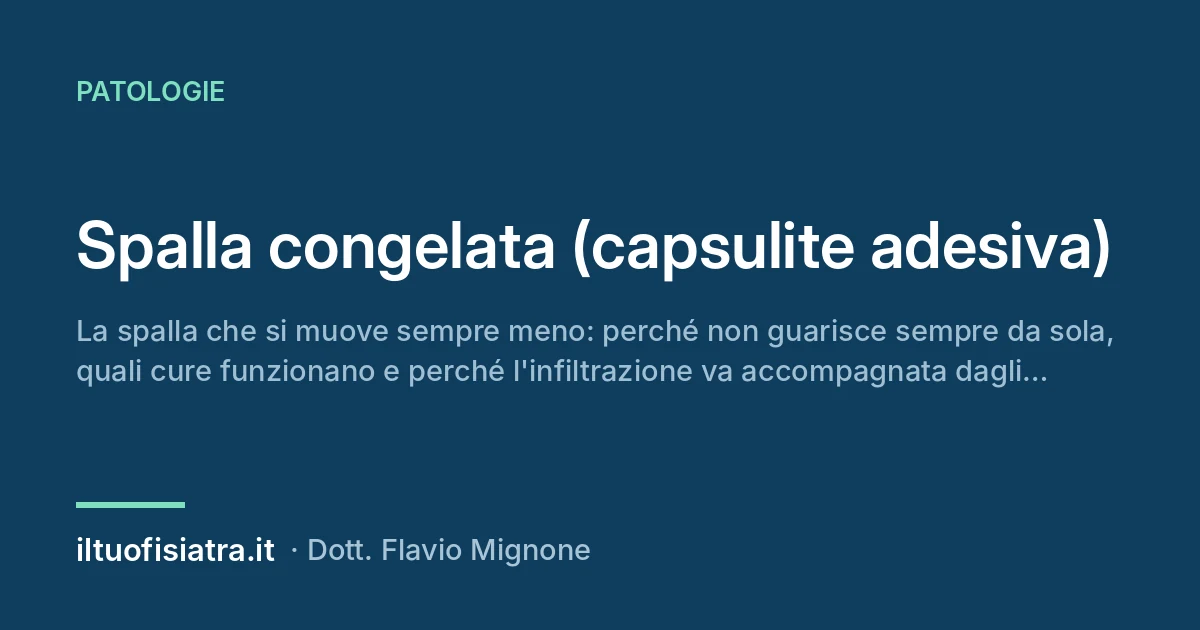 PATOLOGIE
Spalla congelata (capsulite adesiva)
La spalla che si muove sempre meno: perché non guarisce sempre da sola,
quali cure funzionano e perché l'infiltrazione va accompagnata dagli…
iltuofisiatra.it · Dott. Flavio Mignone